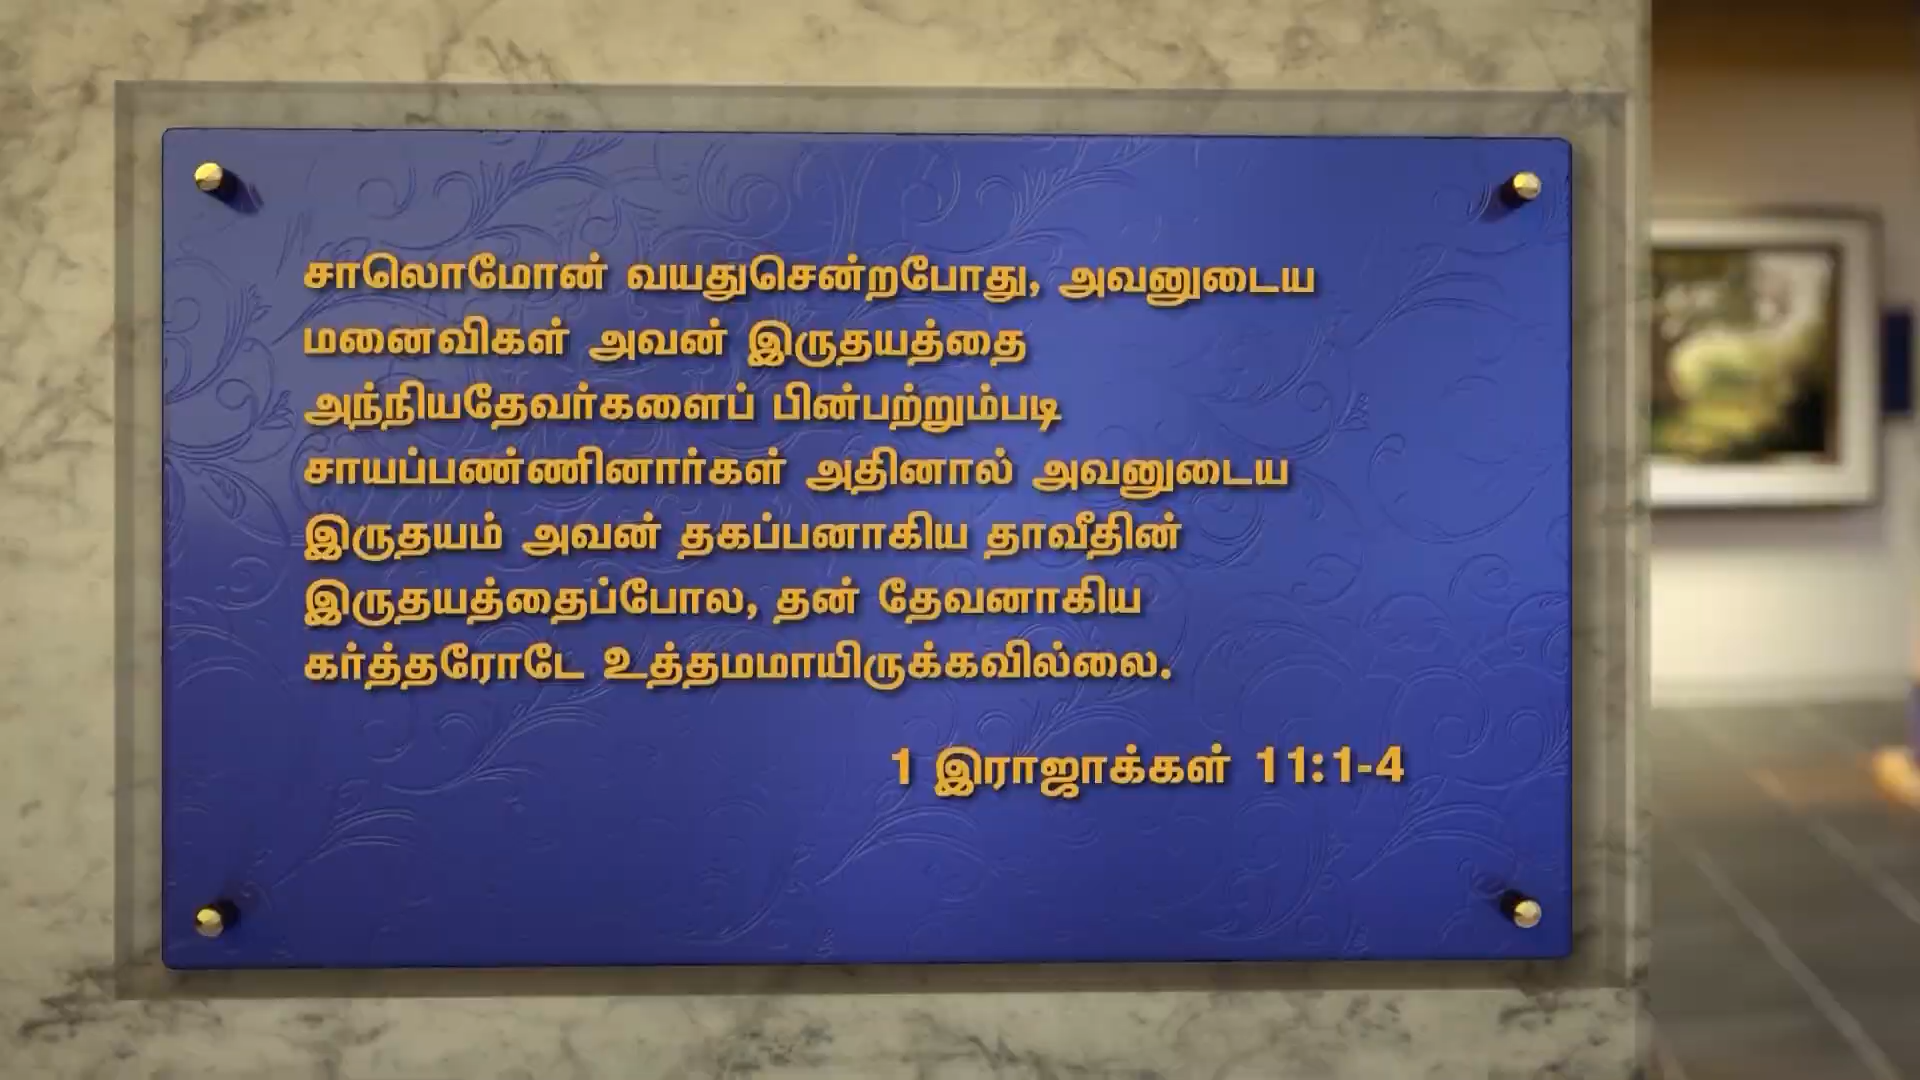 சாலொமோன் வயதுசென்றபோது, அவனுடைய
மனைவிகள் அவன் இருதயத்தை
அந்நியதேவர்களைப் பின்பற்றும்படி
சாயப்பண்ணினார்கள் அதினால் அவனுடைய
இருதயம் அவன் தகப்பனாகிய தாவீதின்
இருதயத்தைப்போல, தன் தேவனாகிய
கர்த்தரோடே உத்தமமாயிருக்கவில்லை.
1 இராஜாக்கள் 11:1-4